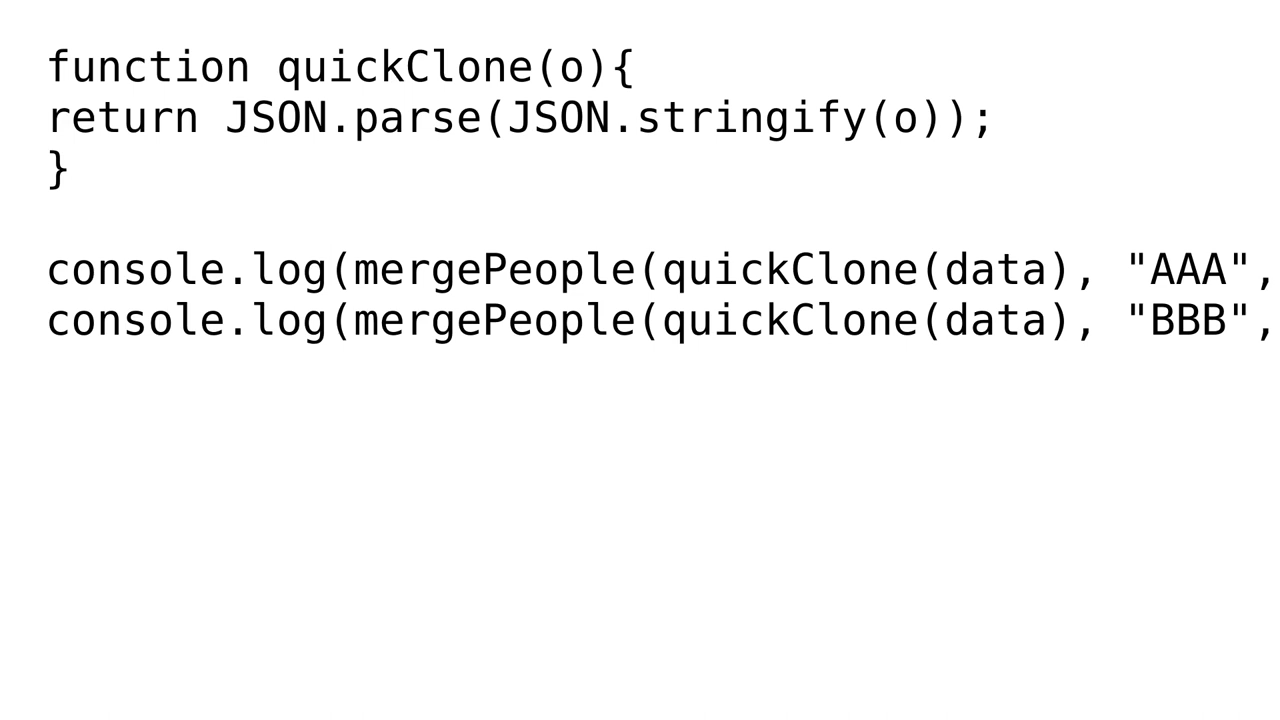 function quickClone(o){
return JSON.parse(JSON.stringify(o));
}

console.log(mergePeople(quickClone(data), "AAA",
console.log(mergePeople(quickClone(data), "BBB",